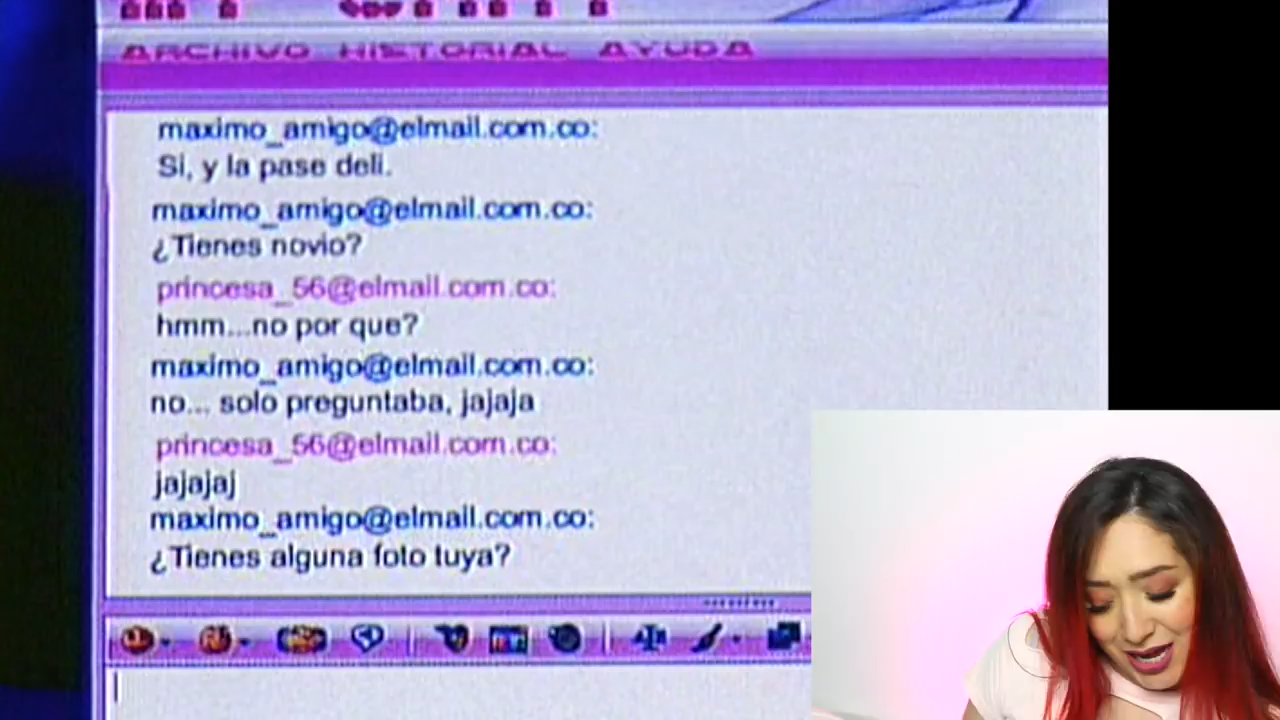 ARCHIVO HISTORIAL AYUDA
maximo_amigo@elmail.com.co:
Si, y la pase deli.
maximo_amigo@elmail.com.co:
¿Tienes novio?
princesa_56@elmail.com.co:
hmm...no por que?
maximo_amigo@elmail.com.co:
no... solo preguntaba, jajaja
princesa_56@elmail.com.co:
jajajaj
maximo_amigo@elmail.com.co:
¿Tienes alguna foto tuya?